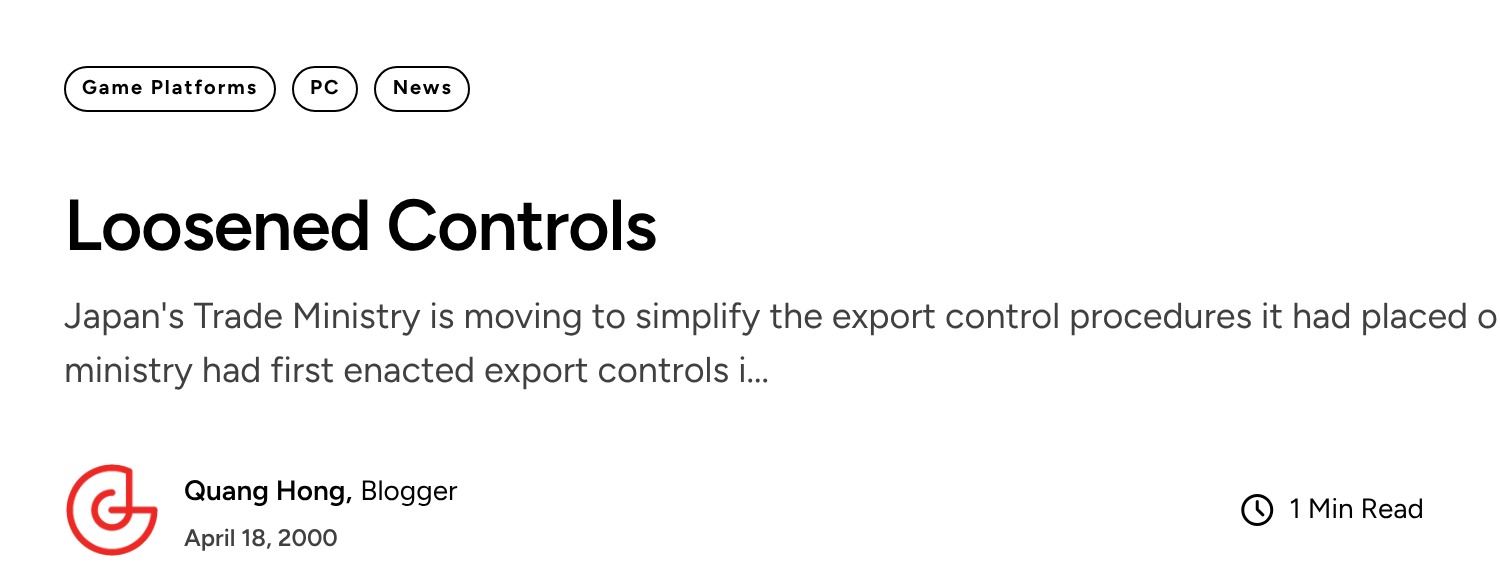 Game Platforms PC News
Loosened Controls
Japan's Trade Ministry is moving to simplify the export control procedures it had placed
ministry had first enacted export controls i...
Quang Hong, Blogger
1 Min Read
April 18, 2000